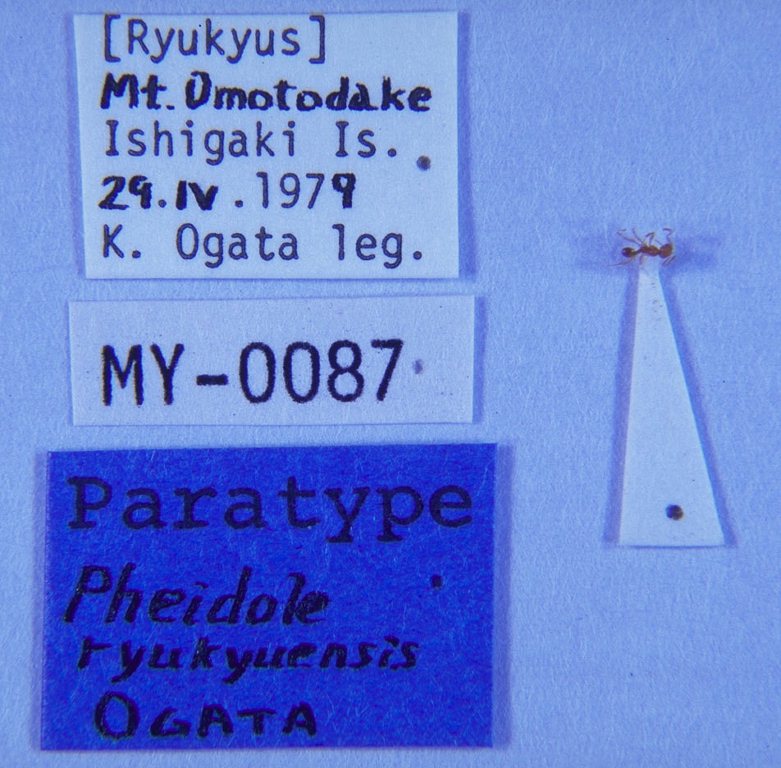 [Ryukyus]
Mt. Omotodake
Ishigaki Is.
29.IV.1979
K. Ogata leg.
MY-0087
Paratype
Pheidole
ryukyuensis
OGATA